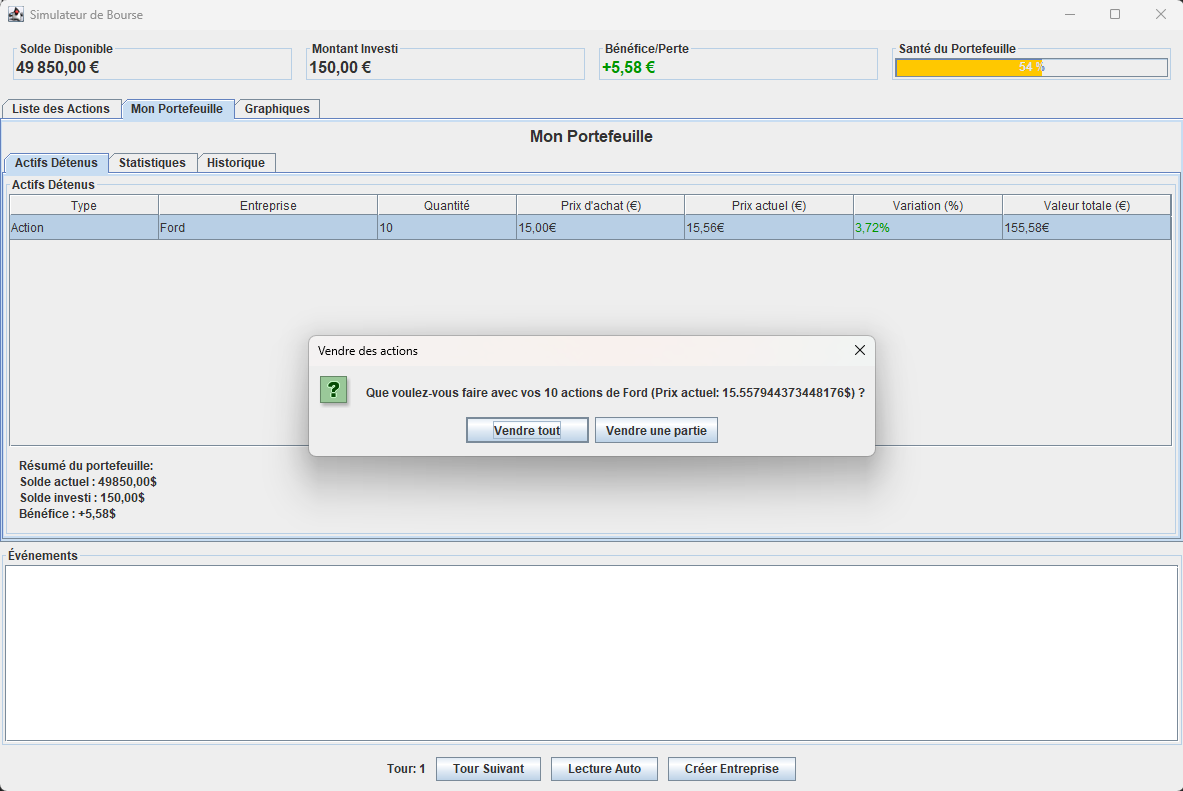 Simulateur de Bourse
Solde Disponible
49 850,00 €
Montant Investi
150,00 €
Bénéfice/Perte
+5,58 €
Santé du Portefeuille
54 %
Liste des Actions
Mon Portefeuille
Graphiques
Mon Portefeuille
Actifs Détenus
Statistiques
Historique
Actifs Détenus
Type Entreprise Quantité Prix d'achat (€) Prix actuel (€) Variation (%) Valeur totale (€)
Action Ford 10 15,00€ 15,56€ 3,72% 155,58€
Vendre des actions
?
Que voulez-vous faire avec vos 10 actions de Ford (Prix actuel: 15.557944373448176$) ?
Vendre tout
Vendre une partie
Résumé du portefeuille:
Solde actuel : 49850,00$
Solde investi : 150,00$
Bénéfice : +5,58$
Événements
Tour: 1
Tour Suivant
Lecture Auto
Créer Entreprise